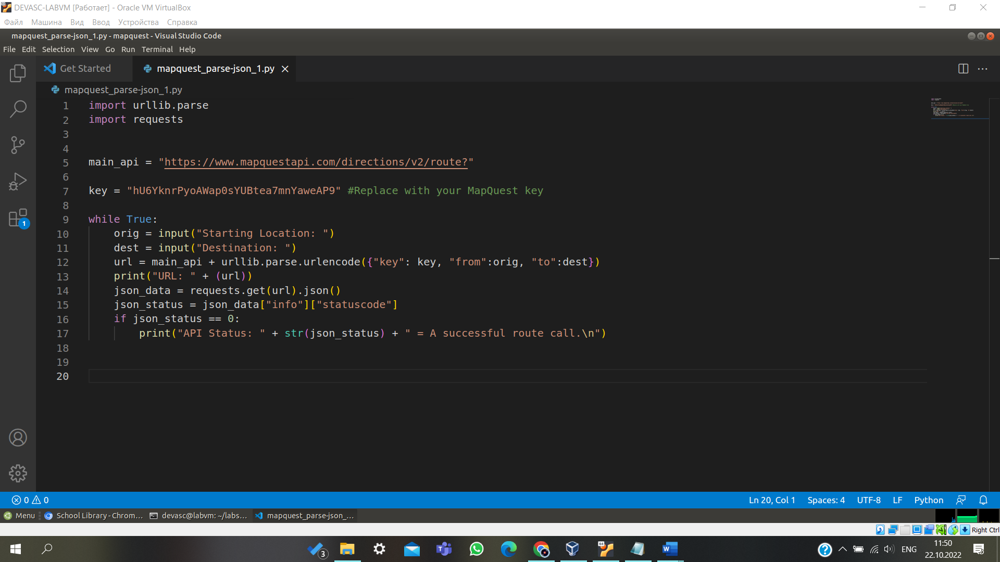 DEVASC-LABVM [Работает] - Oracle VM VirtualBox
Файл Машина Вид Ввод Устройства Справка
mapquest_parse-json_1.py - mapquest - Visual Studio Code
File Edit Selection View Go Run Terminal Help
Get Started mapquest_parse-json_1.py
mapquest_parse-json_1.py
1 import urllib.parse
2 import requests
3
4
5 main_api = "https://www.mapquestapi.com/directions/v2/route?"
6
7 key = "hU6YknrPyoAWap0sYUBtea7mnYaweAP9" #Replace with your MapQuest key
8
9 while True:
10 orig = input("Starting Location: ")
11 dest = input("Destination: ")
12 url = main_api + urllib.parse.urlencode({"key": key, "from":orig, "to":dest})
13 print("URL: " + (url))
14 json_data = requests.get(url).json()
15 json_status = json_data["info"]["statuscode"]
16 if json_status == 0:
17 print("API Status: " + str(json_status) + " = A successful route call.\n")
18
19
20
1
0 0 Ln 20, Col 1 Spaces: 4 UTF-8 LF Python
Menu School Library - Chrom... devasc@labvm: ~/labs... mapquest_parse-json_...
Right Ctrl
3 ENG 11:50
22.10.2022